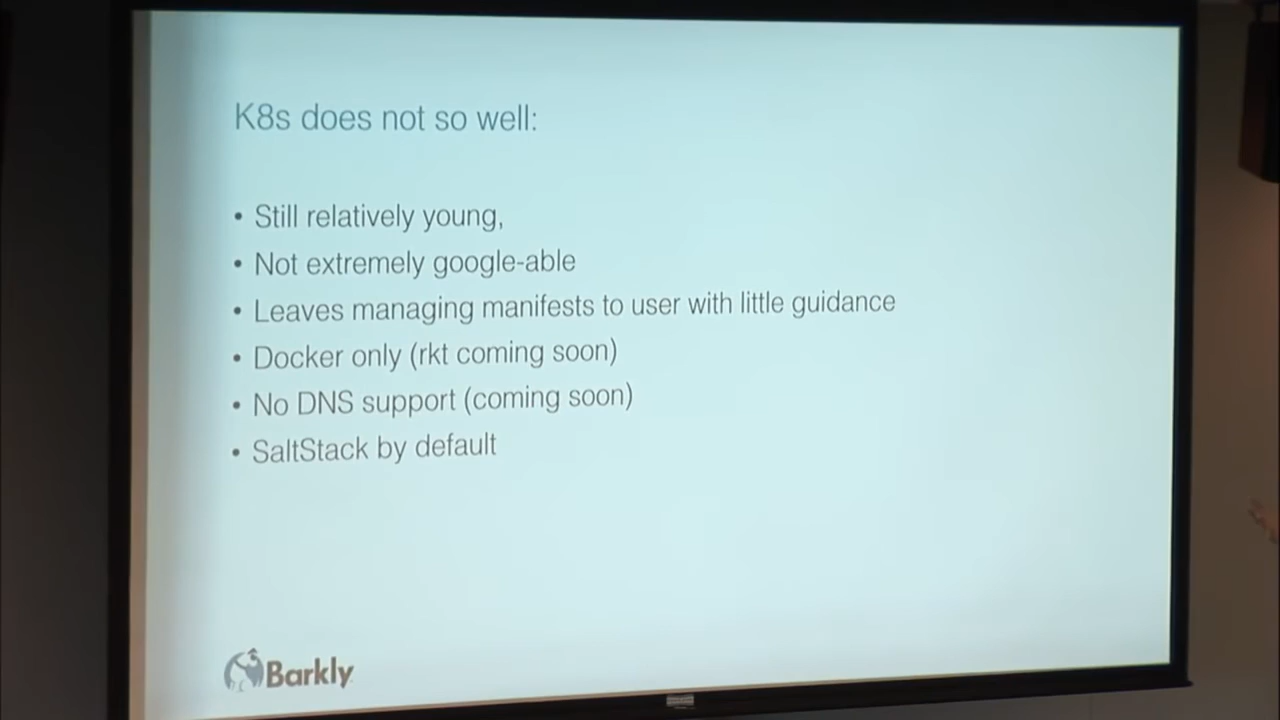 K8s does not so well:
• Still relatively young,
• Not extremely google-able
• Leaves managing manifests to user with little guidance
• Docker only (rkt coming soon)
• No DNS support (coming soon)
• SaltStack by default
Barkly